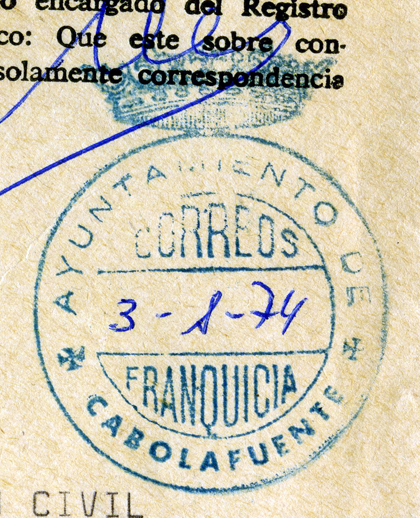 o encargado del Registro
co: Que este sobre con-
solamente correspondencia
AYUNTAMIENTO DE
CORREOS
3-1-74
FRANQUICIA
CABOLAFUENTE
CIVIL